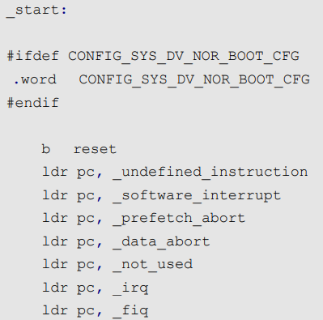 _start:
#ifdef CONFIG_SYS_DV_NOR_BOOT_CFG
.word   CONFIG_SYS_DV_NOR_BOOT_CFG
#endif
b   reset
ldr pc, _undefined_instruction
ldr pc, _software_interrupt
ldr pc, _prefetch_abort
ldr pc, _data_abort
ldr pc, _not_used
ldr pc, _irq
ldr pc, _fiq